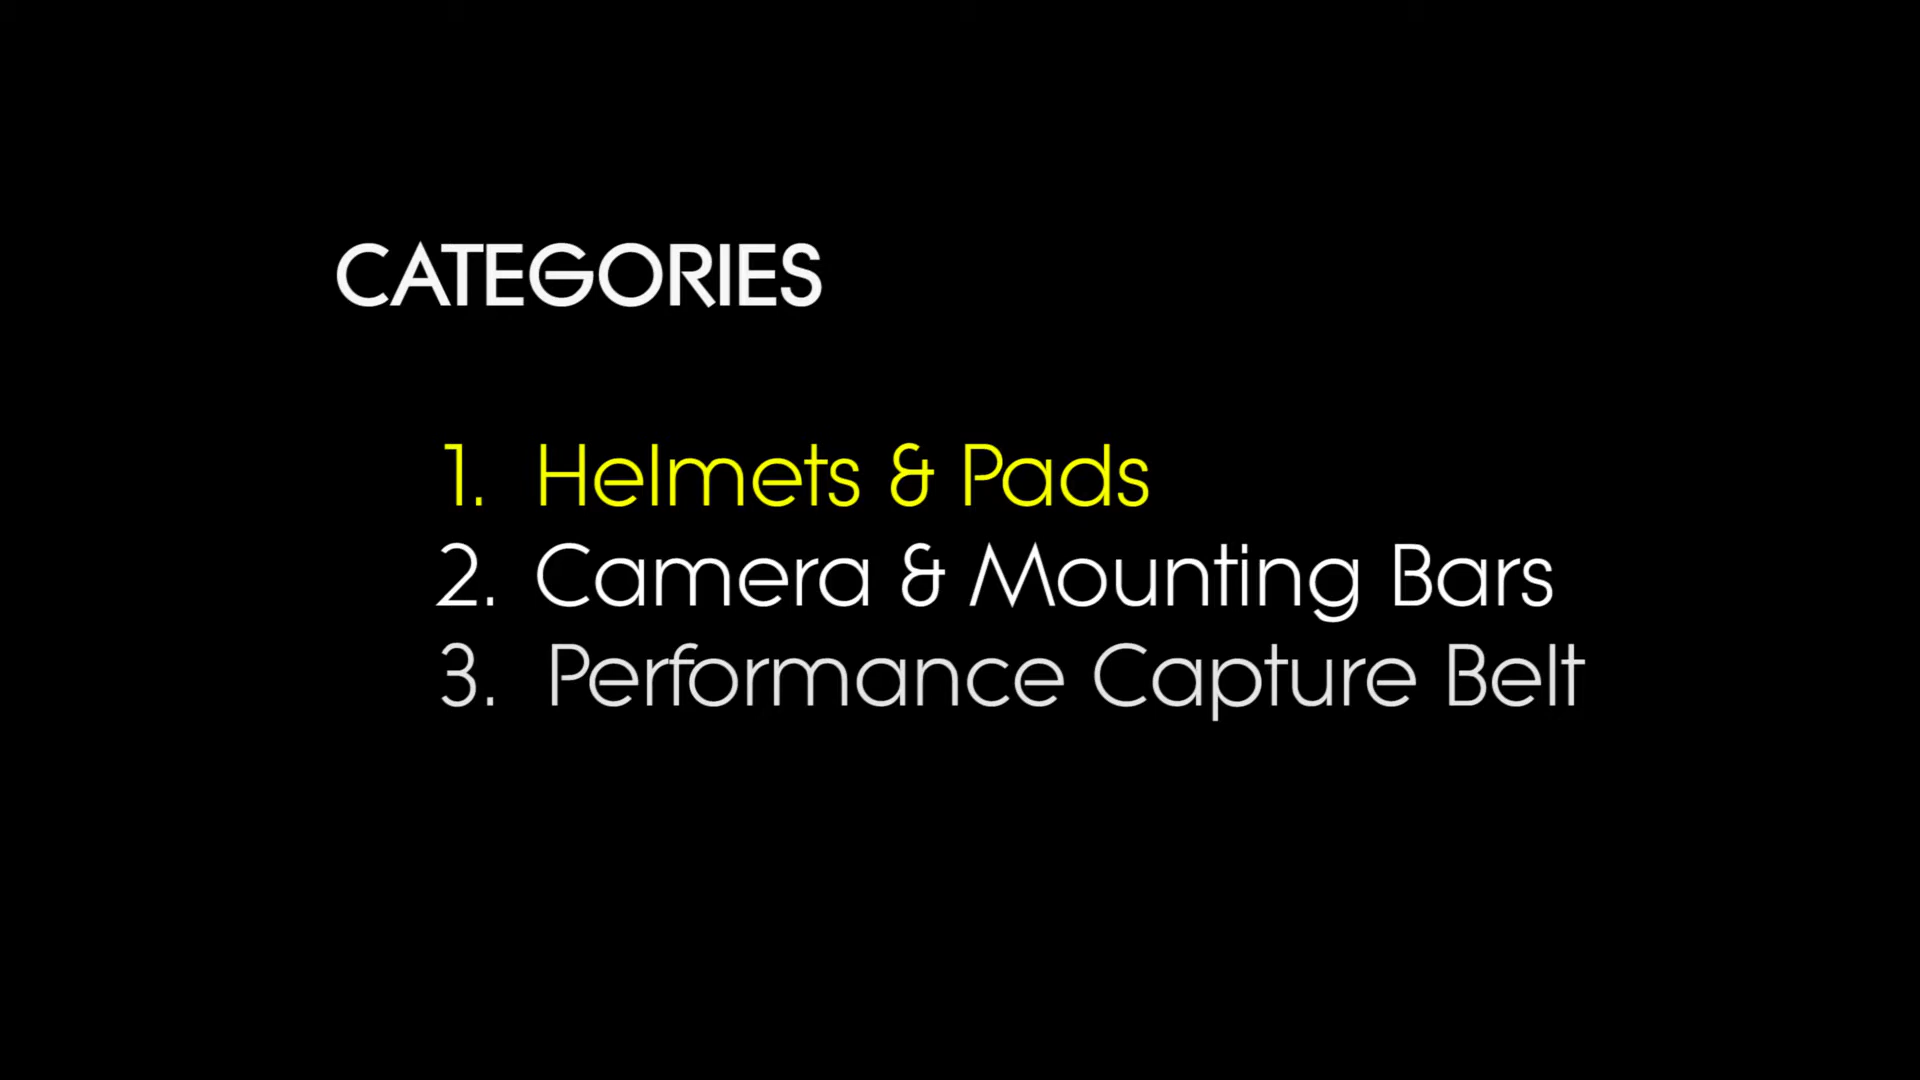 CATEGORIES
1. Helmets & Pads
2. Camera & Mounting Bars
3. Performance Capture Belt